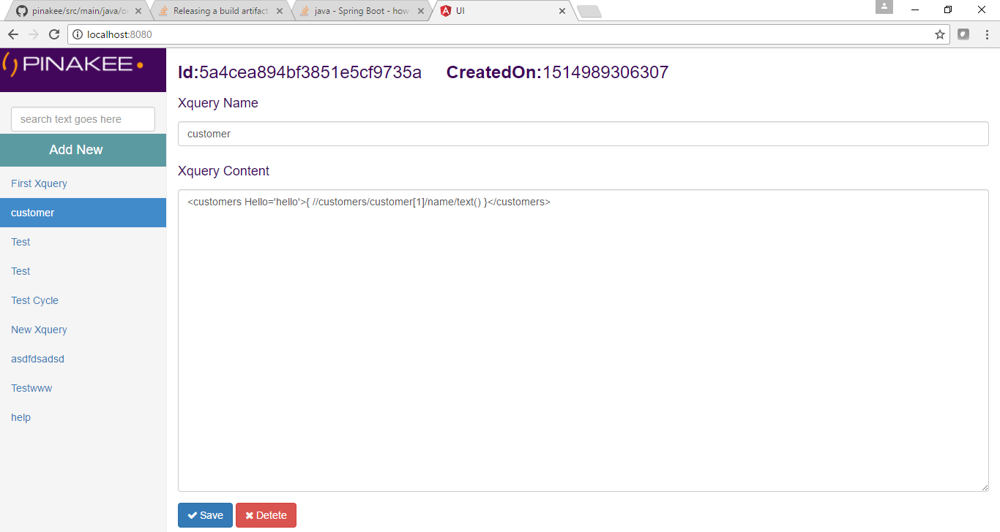 pinakee/src/main/java/o
Releasing a build artifact
java - Spring Boot - how
UI
localhost:8080
PINAKEE
Id:5a4cea894bf3851e5cf9735a CreatedOn:1514989306307
Xquery Name
customer
Xquery Content
<customers Hello='hello'>{ //customers/customer[1]/name/text() }</customers>
search text goes here
Add New
First Xquery
customer
Test
Test
Test Cycle
New Xquery
asdfdsadsd
Testwww
help
Save
Detete